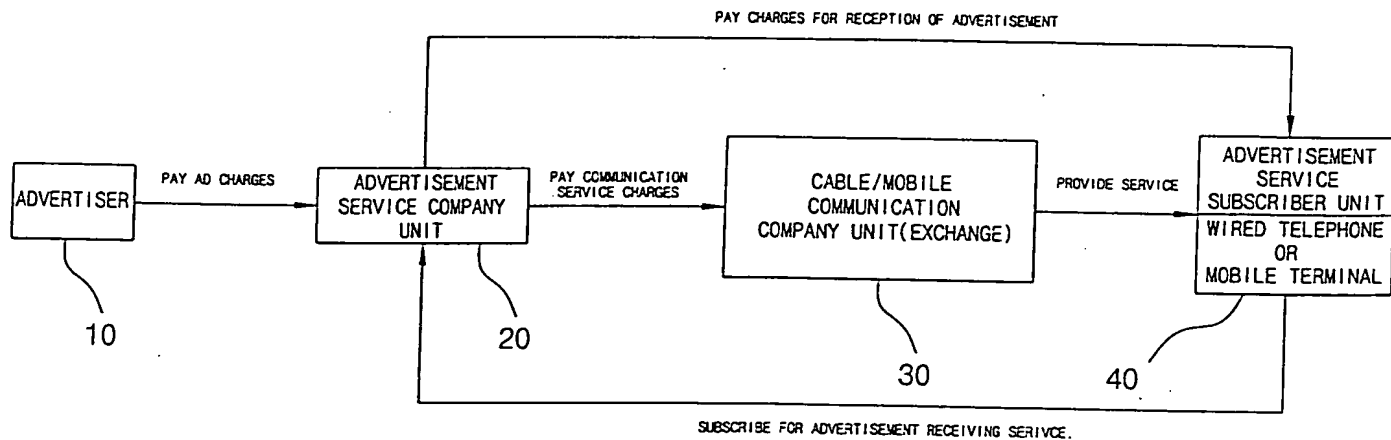 PAY CHARGES FOR RECEPTION OF ADVERTISEMENT
ADVERTISER
PAY AD CHARGES
ADVERTISEMENT
SERVICE COMPANY
UNIT
PAY COMMUNICATION
SERVICE CHARGES
CABLE/MOBILE
COMMUNICATION
COMPANY UNIT(EXCHANGE)
PROVIDE SERVICE
ADVERTISEMENT
SERVICE
SUBSCRIBER UNIT
WIRED TELEPHONE
OR
MOBILE TERMINAL
10
20
30
40
SUBSCRIBE FOR ADVERTISEMENT RECEIVING SERIVCE.